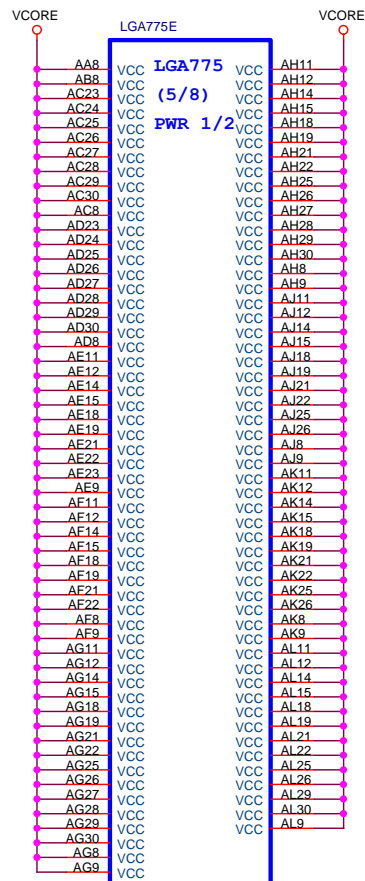 VCORE VCORE
LGA775E
AA8 VCC LGA775 VCC AH11
AB8 VCC VCC AH12
AC23 VCC (5/8) VCC AH14
AC24 VCC VCC AH15
AC25 VCC PWR 1/2 VCC AH18
AC26 VCC VCC AH19
AC27 VCC VCC AH21
AC28 VCC VCC AH22
AC29 VCC VCC AH25
AC30 VCC VCC AH26
AC8 VCC VCC AH27
AD23 VCC VCC AH28
AD24 VCC VCC AH29
AD25 VCC VCC AH30
AD26 VCC VCC AH8
AD27 VCC VCC AH9
AD28 VCC VCC AJ11
AD29 VCC VCC AJ12
AD30 VCC VCC AJ14
AD8 VCC VCC AJ15
AE11 VCC VCC AJ18
AE12 VCC VCC AJ19
AE14 VCC VCC AJ21
AE15 VCC VCC AJ22
AE18 VCC VCC AJ25
AE19 VCC VCC AJ26
AE21 VCC VCC AJ8
AE22 VCC VCC AJ9
AE23 VCC VCC AK11
AE9 VCC VCC AK12
AF11 VCC VCC AK14
AF12 VCC VCC AK15
AF14 VCC VCC AK18
AF15 VCC VCC AK19
AF18 VCC VCC AK21
AF19 VCC VCC AK22
AF21 VCC VCC AK25
AF22 VCC VCC AK26
AF8 VCC VCC AK8
AF9 VCC VCC AK9
AG11 VCC VCC AL11
AG12 VCC VCC AL12
AG14 VCC VCC AL14
AG15 VCC VCC AL15
AG18 VCC VCC AL18
AG19 VCC VCC AL19
AG21 VCC VCC AL21
AG22 VCC VCC AL22
AG25 VCC VCC AL25
AG26 VCC VCC AL26
AG27 VCC VCC AL29
AG28 VCC VCC AL30
AG29 VCC VCC AL9
AG30 VCC
AG8 VCC
AG9 VCC